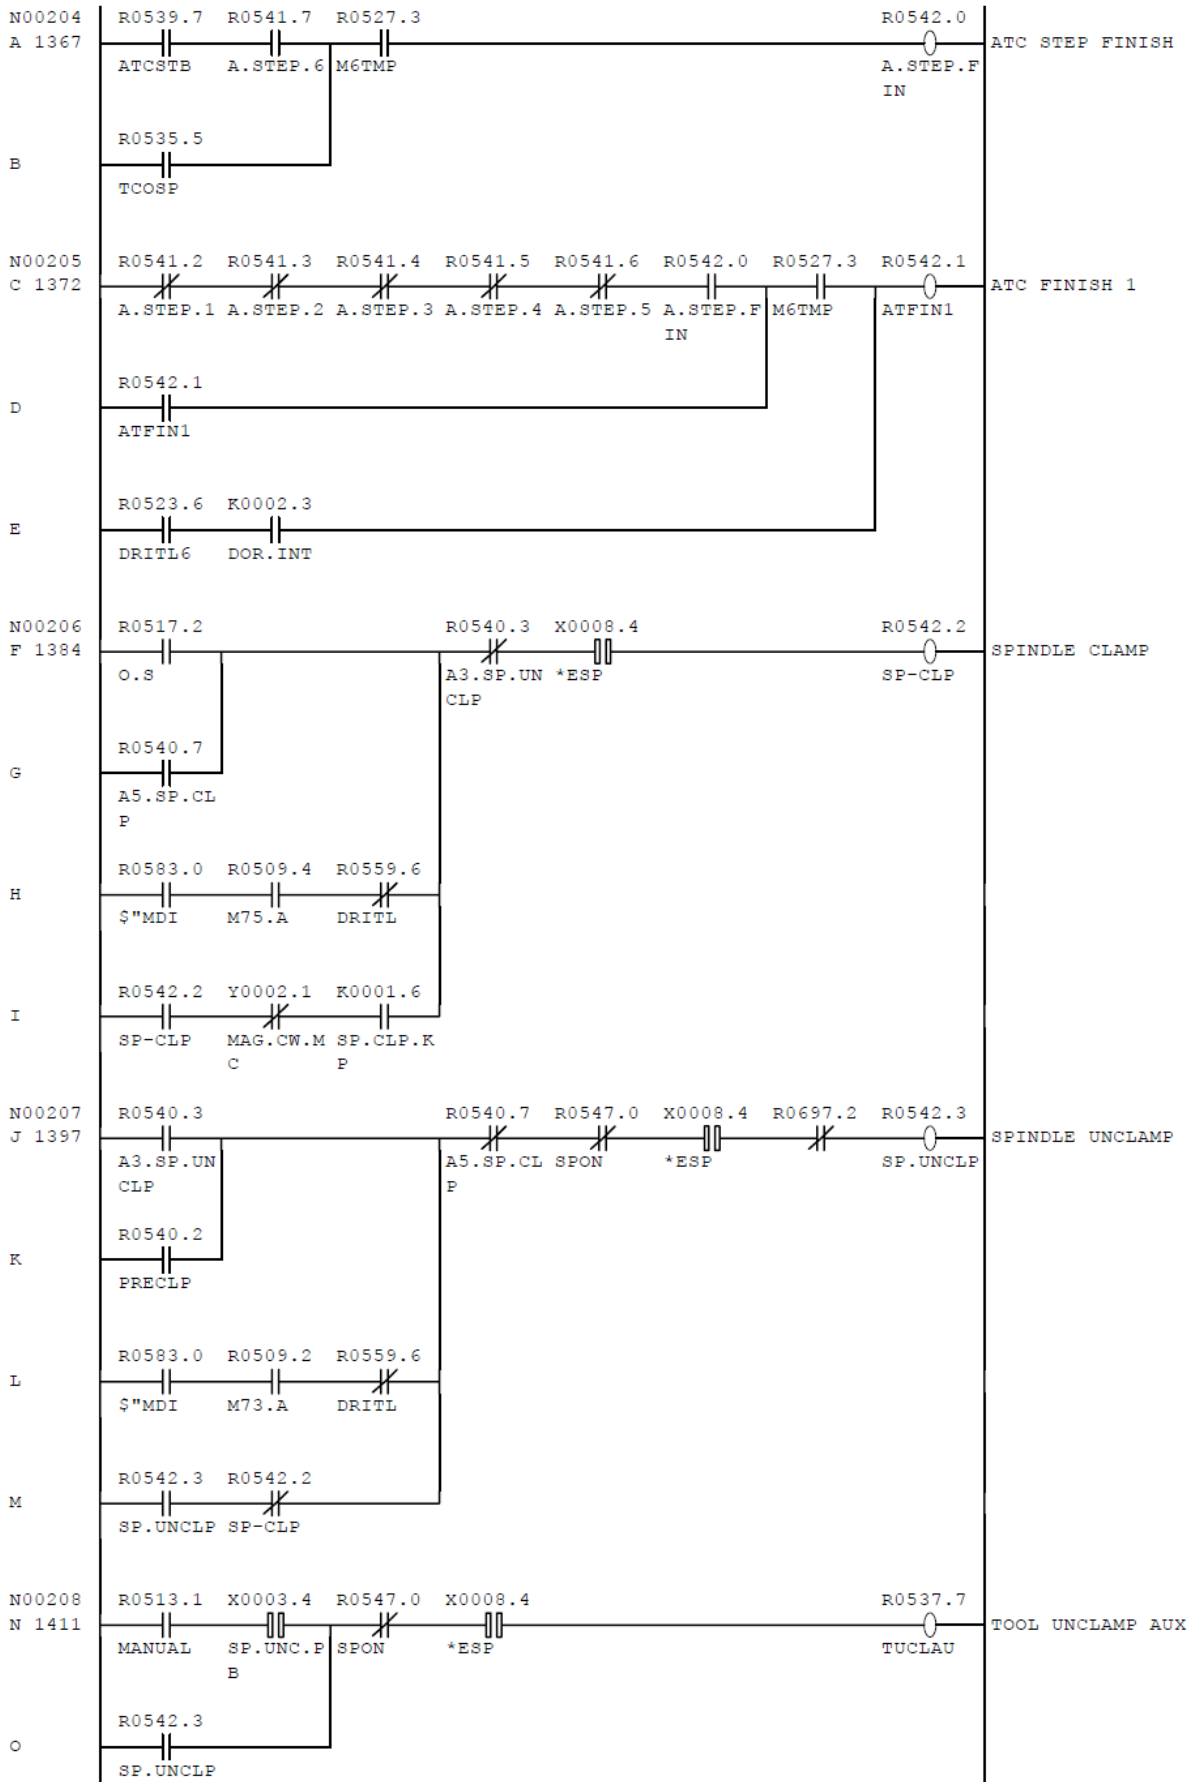 N00204 R0539.7 R0541.7 R0527.3 R0542.0
A 1367 ATC STEP FINISH
ATCSTB A.STEP.6 M6TMP A.STEP.F
IN
R0535.5
B
TCOSP
N00205 R0541.2 R0541.3 R0541.4 R0541.5 R0541.6 R0542.0 R0527.3 R0542.1
C 1372 ATC FINISH 1
A.STEP.1 A.STEP.2 A.STEP.3 A.STEP.4 A.STEP.5 A.STEP.F M6TMP ATFIN1
IN
R0542.1
D
ATFIN1
R0523.6 K0002.3
E
DRITL6 DOR.INT
N00206 R0517.2 R0540.3 X0008.4 R0542.2
F 1384 SPINDLE CLAMP
O.S A3.SP.UN *ESP SP-CLP
CLP
R0540.7
G
A5.SP.CL
P
R0583.0 R0509.4 R0559.6
H
$"MDI M75.A DRITL
R0542.2 Y0002.1 K0001.6
I
SP-CLP MAG.CW.M SP.CLP.K
C P
N00207 R0540.3 R0540.7 R0547.0 X0008.4 R0697.2 R0542.3
J 1397 SPINDLE UNCLAMP
A3.SP.UN A5.SP.CL SPON *ESP SP.UNCLP
CLP P
R0540.2
K
PRECLP
R0583.0 R0509.2 R0559.6
L
$"MDI M73.A DRITL
R0542.3 R0542.2
M
SP.UNCLP SP-CLP
N00208 R0513.1 X0003.4 R0547.0 X0008.4 R0537.7
N 1411 TOOL UNCLAMP AUX
MANUAL SP.UNC.P SPON *ESP TUCLAU
B
R0542.3
O
SP.UNCLP